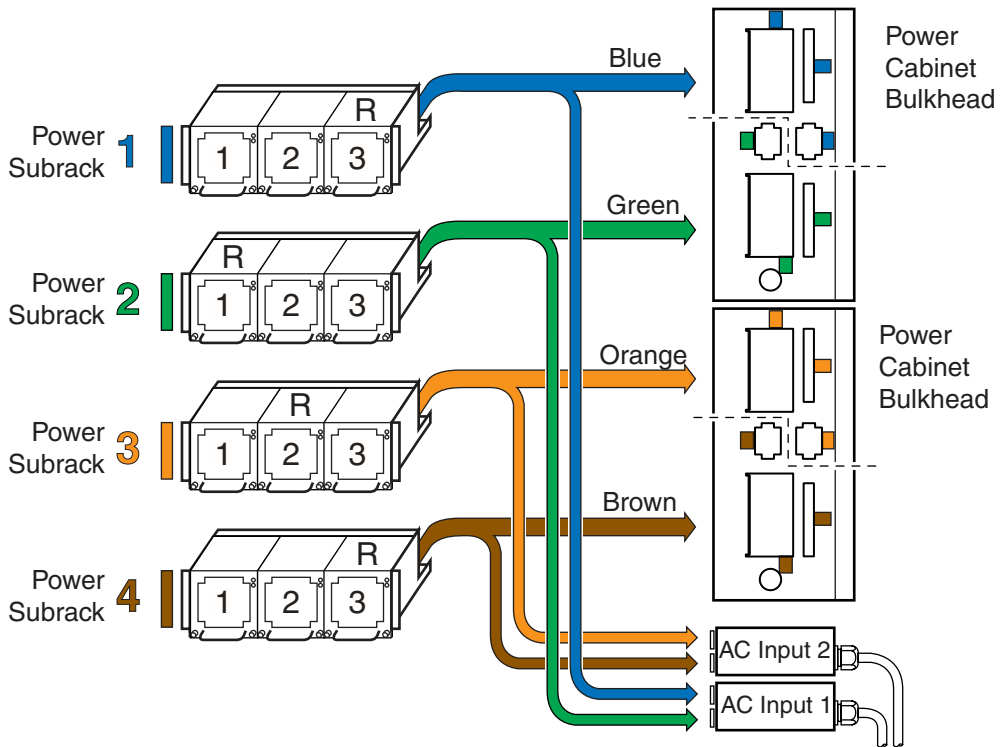 Blue
Power
Cabinet
Bulkhead
Power
Subrack
1
R
1 2 3
Green
Power
Subrack
2
R
1 2 3
Orange
Power
Cabinet
Bulkhead
Power
Subrack
3
R
1 2 3
Brown
Power
Subrack
4
R
1 2 3
AC Input 2
AC Input 1